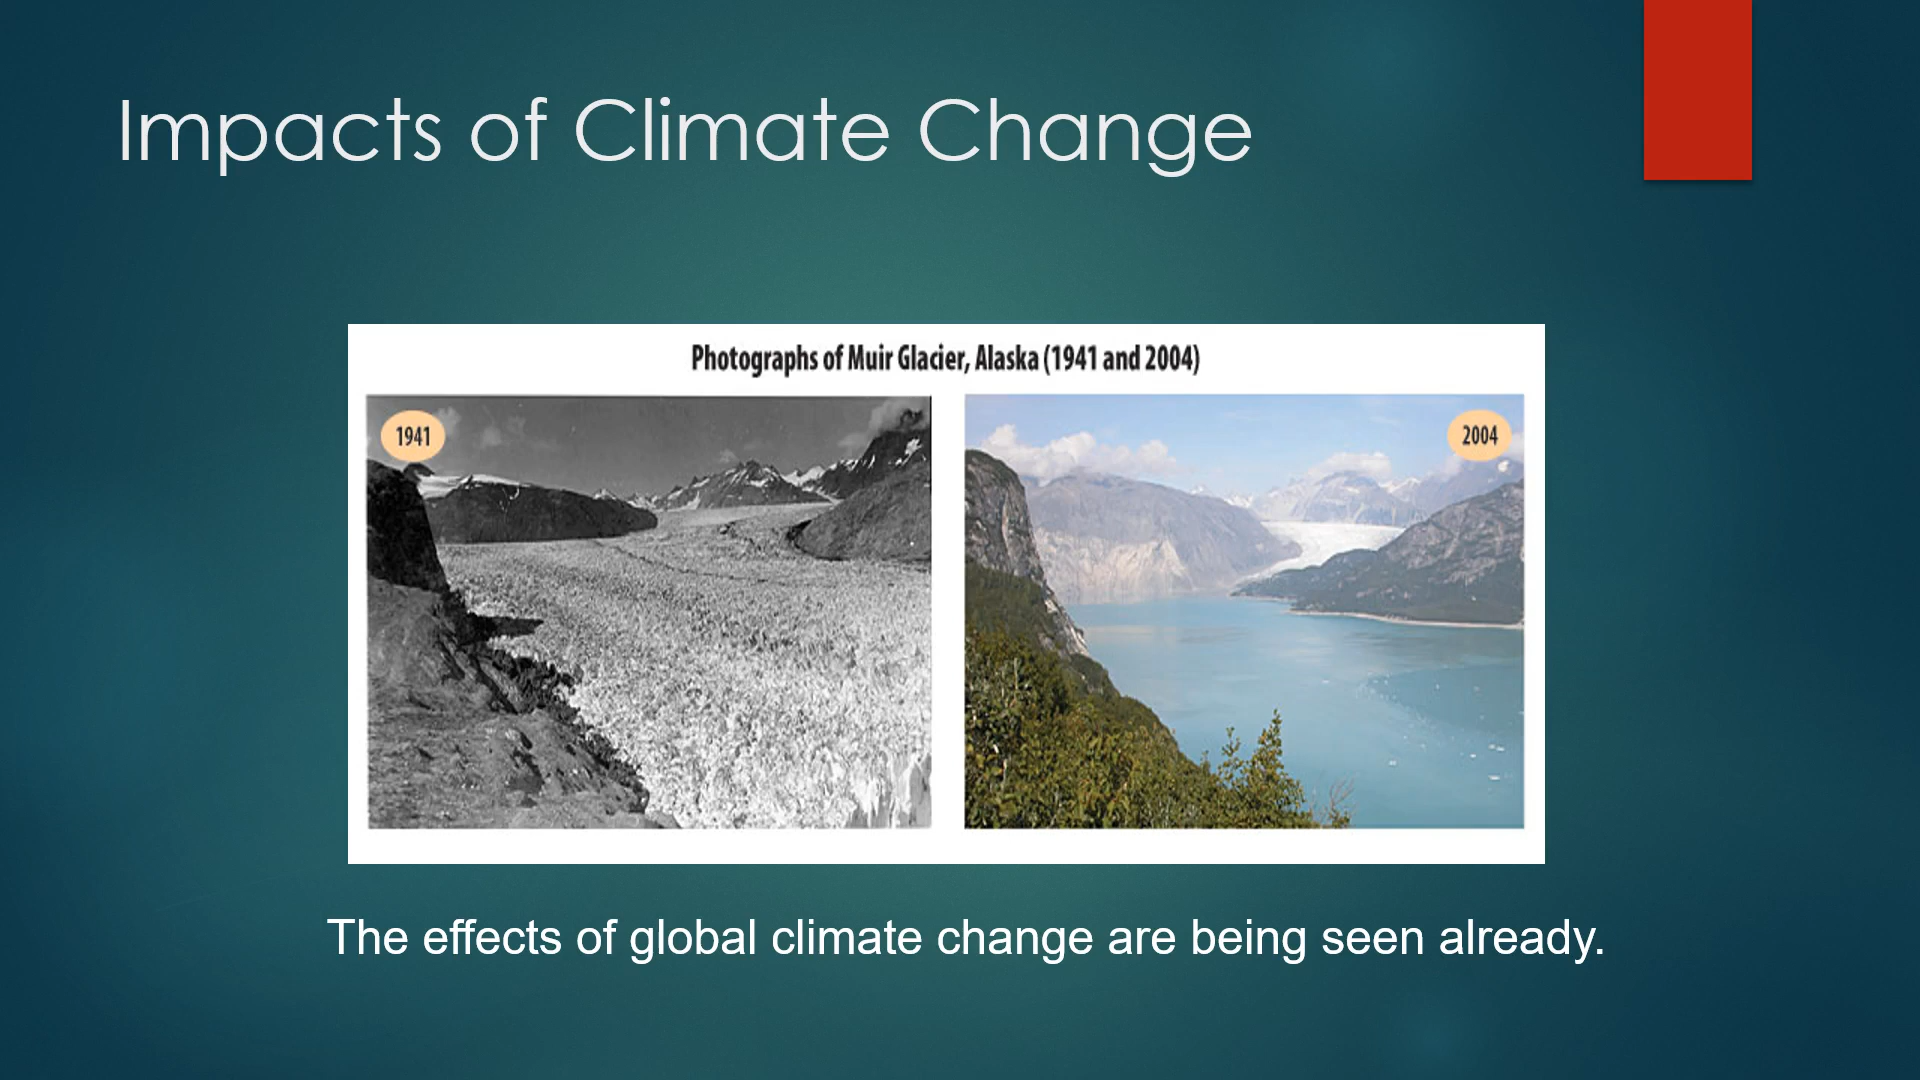 Impacts of Climate Change
Photographs of Muir Glacier, Alaska (1941 and 2004)
1941
2004
The effects of global climate change are being seen already.